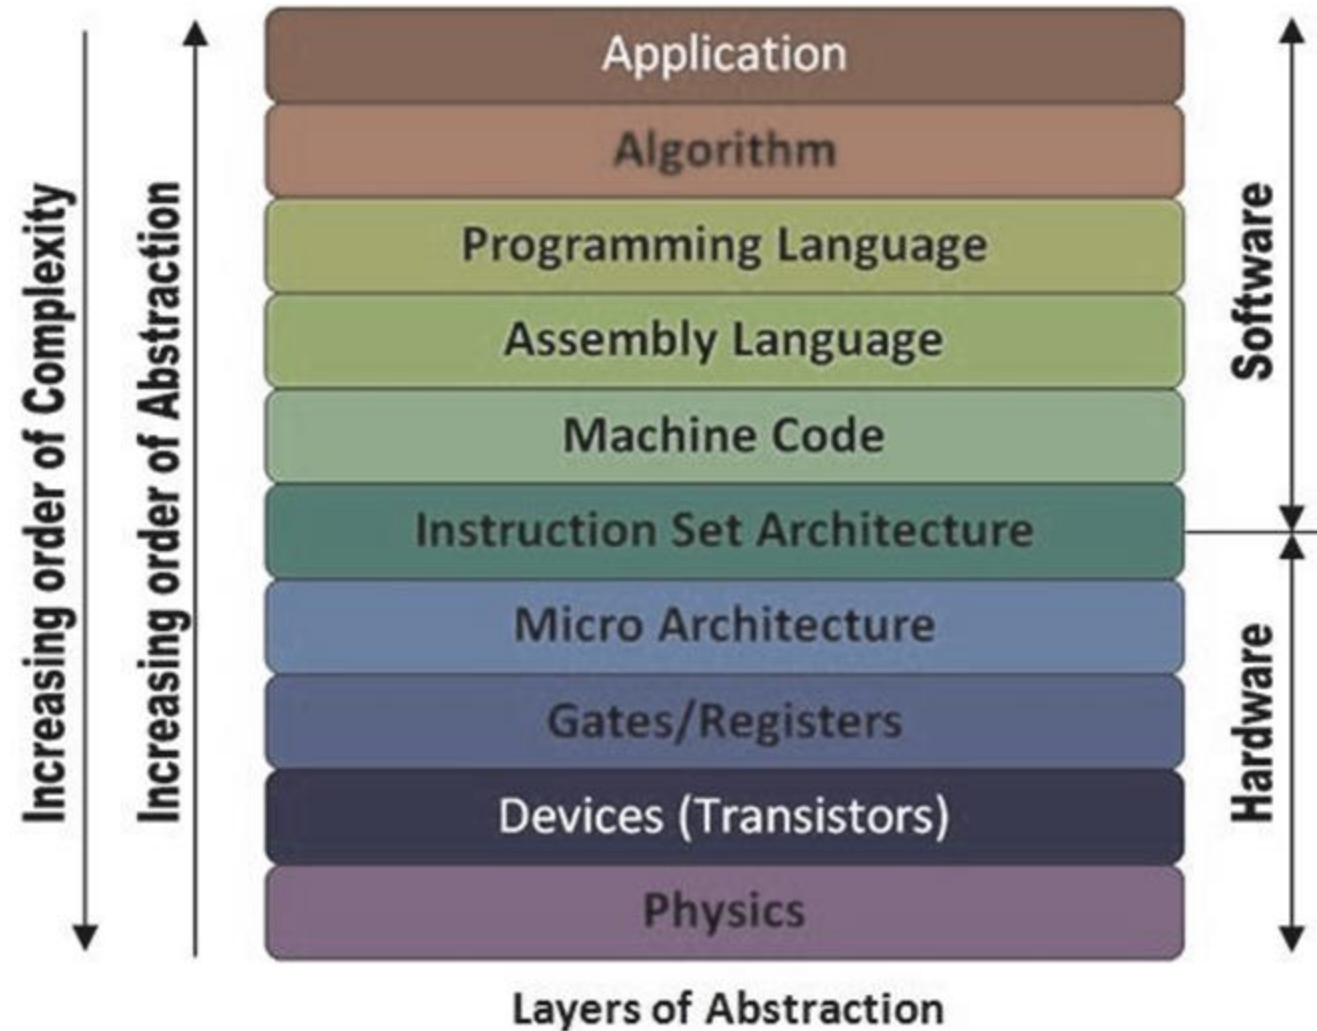 Increasing order of Complexity
Increasing order of Abstraction
Application
Algorithm
Programming Language
Assembly Language
Machine Code
Instruction Set Architecture
Micro Architecture
Gates/Registers
Devices (Transistors)
Physics
Software
Hardware
Layers of Abstraction